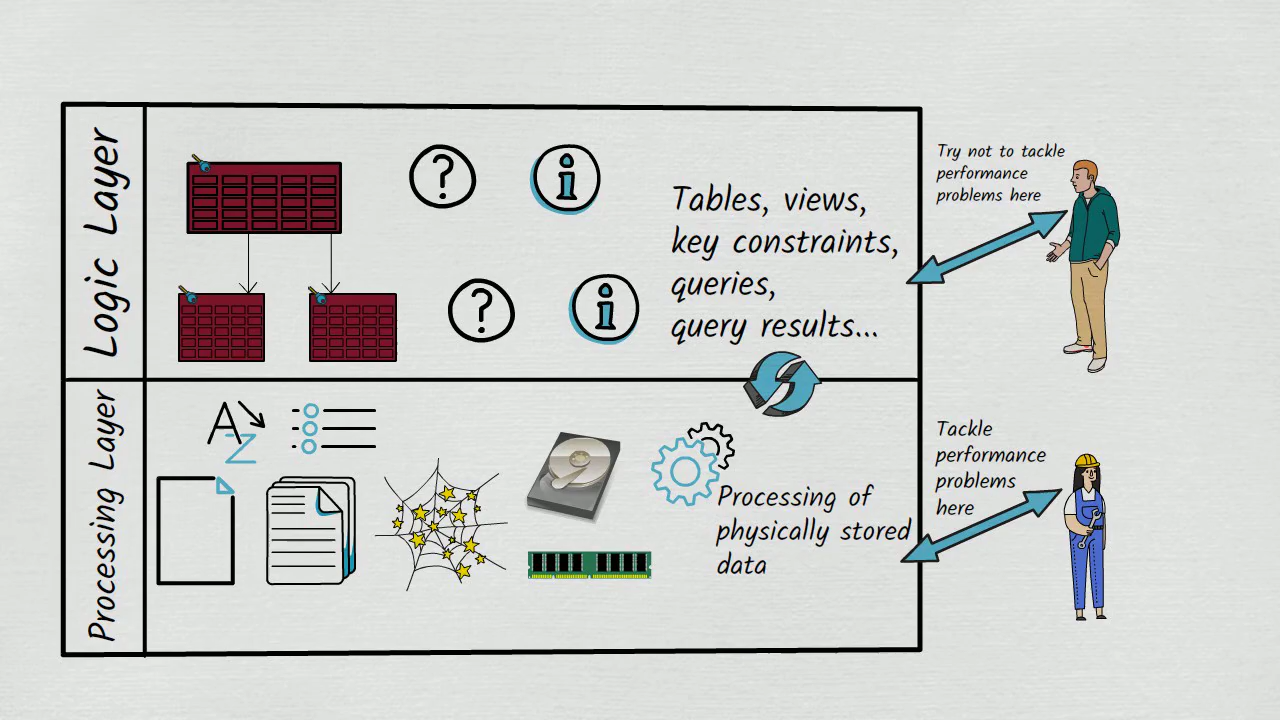 Logic Layer
Tables, views,
key constraints,
queries,
query results...
Try not to tackle
performance
problems here
Processing Layer
A
Z
Processing of
physically stored
data
Tackle
performance
problems
here